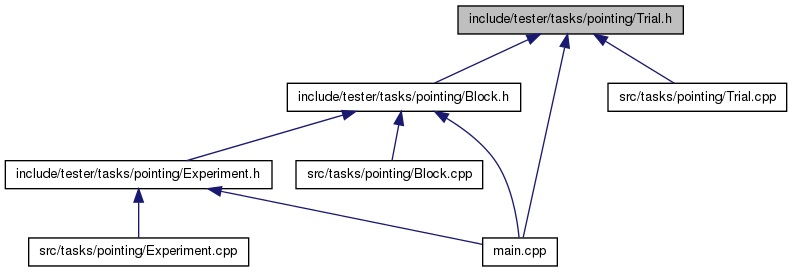 include/tester/tasks/pointing/Trial.h
include/tester/tasks/pointing/Block.h
src/tasks/pointing/Trial.cpp
include/tester/tasks/pointing/Experiment.h
src/tasks/pointing/Block.cpp
src/tasks/pointing/Experiment.cpp
main.cpp